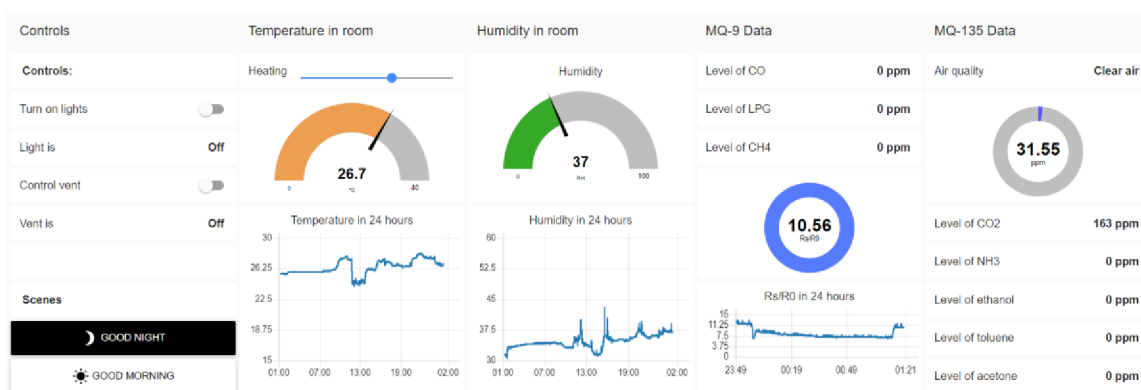 Controls
Controls:
Turn on lights
Light is Off
Control vent
Vent is Off
Scenes
GOOD NIGHT
GOOD MORNING
Temperature in room
Heating
26.7
°C
0 40
Temperature in 24 hours
30
26.25
22.5
18.75
15
01:00 07:00 13:00 19:00 02:00
Humidity in room
Humidity
37
RH
0 100
Humidity in 24 hours
60
52.5
45
37.5
30
01:00 07:00 13:00 19:00 02:00
MQ-9 Data
Level of CO 0 ppm
Level of LPG 0 ppm
Level of CH4 0 ppm
10.56
Rs/R0
Rs/R0 in 24 hours
15
11.25
7.5
3.75
0
23:49 00:19 00:49 01:21
MQ-135 Data
Air quality Clear air
31.55
ppm
Level of CO2 163 ppm
Level of NH3 0 ppm
Level of ethanol 0 ppm
Level of toluene 0 ppm
Level of acetone 0 ppm